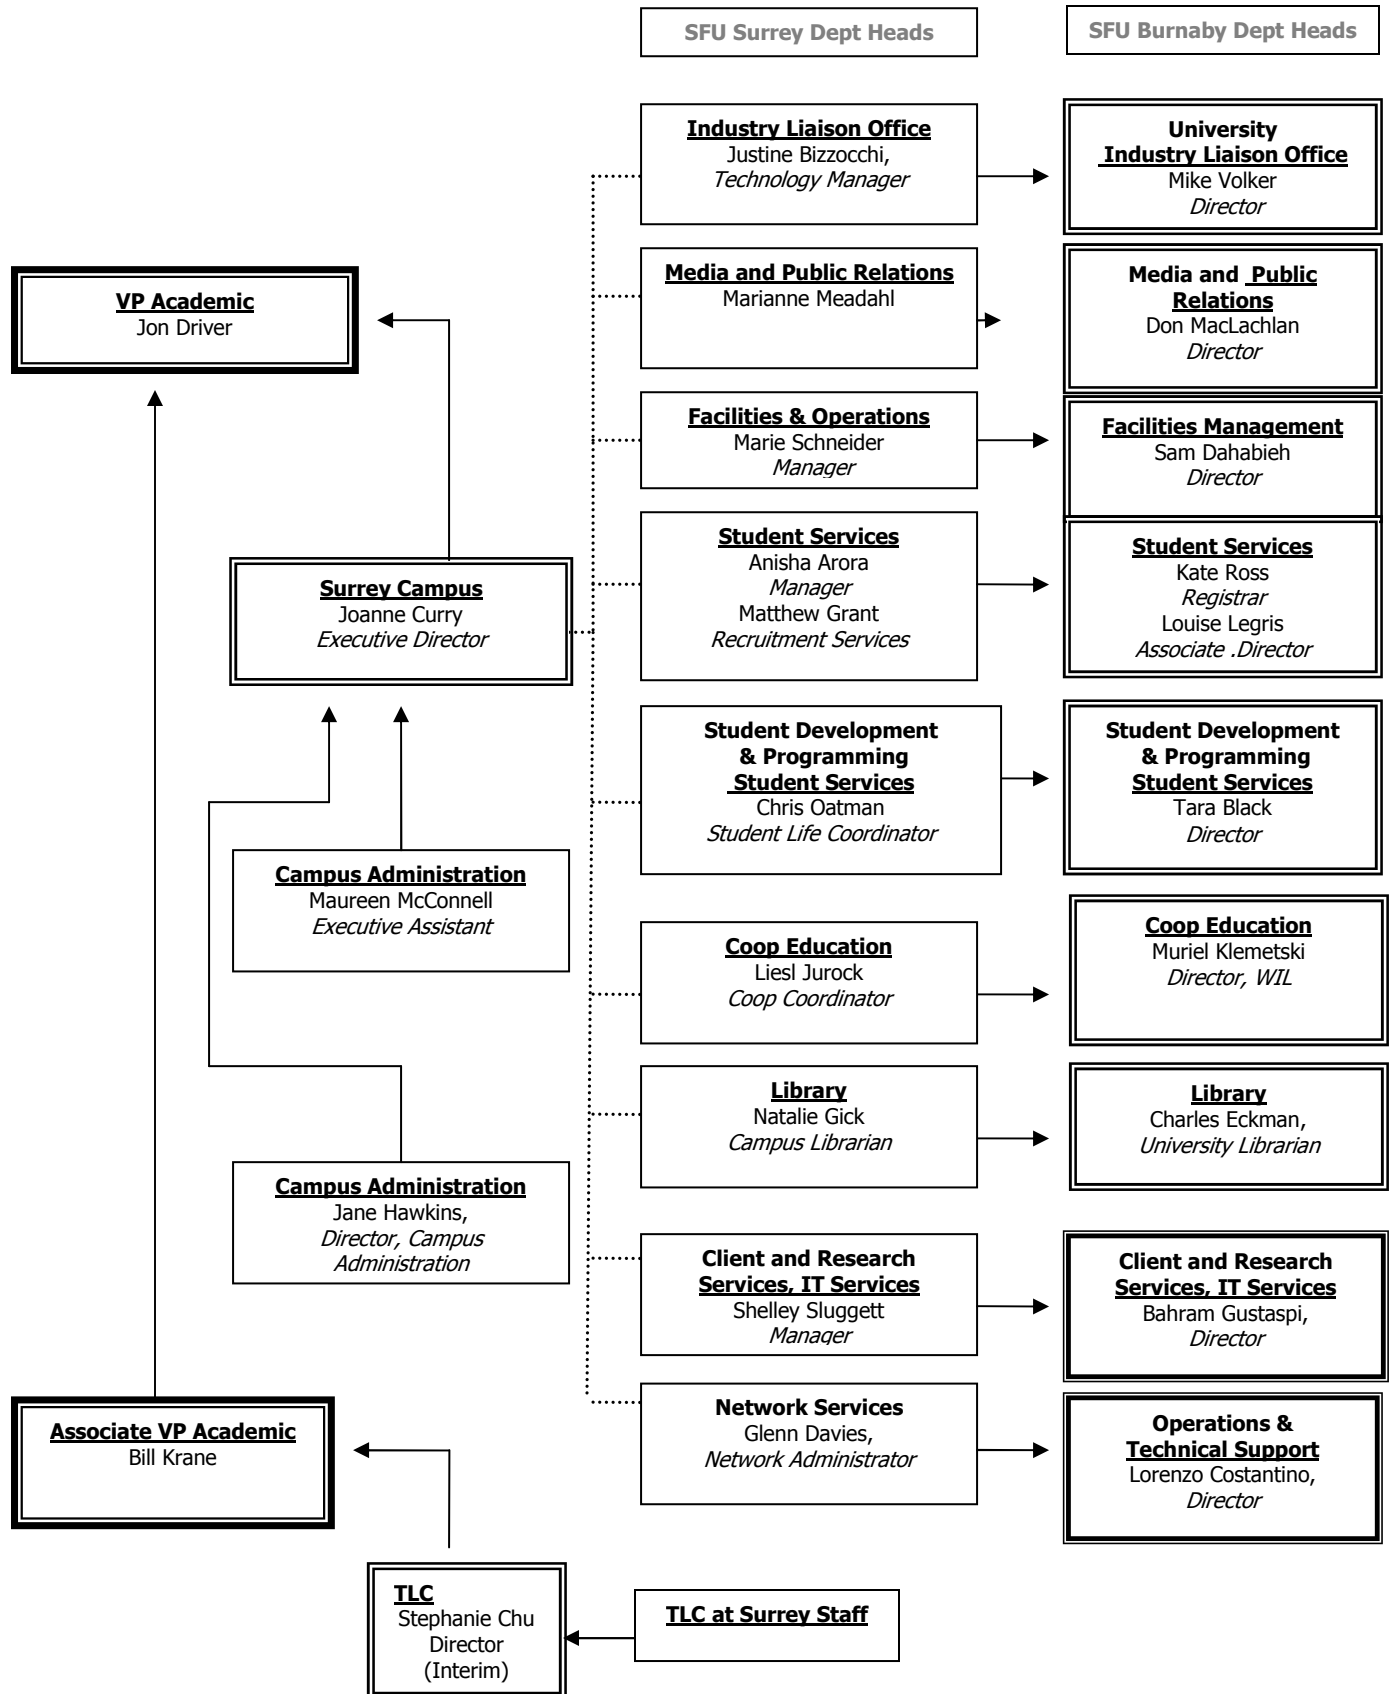 SFU Surrey Dept Heads
SFU Burnaby Dept Heads
Industry Liaison Office
Justine Bizzocchi,
Technology Manager
University
Industry Liaison Office
Mike Volker
Director
Media and Public Relations
Marianne Meadahl
Media and Public
Relations
Don MacLachlan
Director
VP Academic
Jon Driver
Facilities & Operations
Marie Schneider
Manager
Facilities Management
Sam Dahabieh
Director
Student Services
Anisha Arora
Manager
Matthew Grant
Recruitment Services
Student Services
Kate Ross
Registrar
Louise Legris
Associate .Director
Surrey Campus
Joanne Curry
Executive Director
Student Development
& Programming
Student Services
Chris Oatman
Student Life Coordinator
Student Development
& Programming
Student Services
Tara Black
Director
Campus Administration
Maureen McConnell
Executive Assistant
Coop Education
Liesl Jurock
Coop Coordinator
Coop Education
Muriel Klemetski
Director, WIL
Library
Natalie Gick
Campus Librarian
Library
Charles Eckman,
University Librarian
Campus Administration
Jane Hawkins,
Director, Campus
Administration
Client and Research
Services, IT Services
Shelley Sluggett
Manager
Client and Research
Services, IT Services
Bahram Gustaspi,
Director
Network Services
Glenn Davies,
Network Administrator
Operations &
Technical Support
Lorenzo Costantino,
Director
Associate VP Academic
Bill Krane
TLC
Stephanie Chu
Director
(Interim)
TLC at Surrey Staff